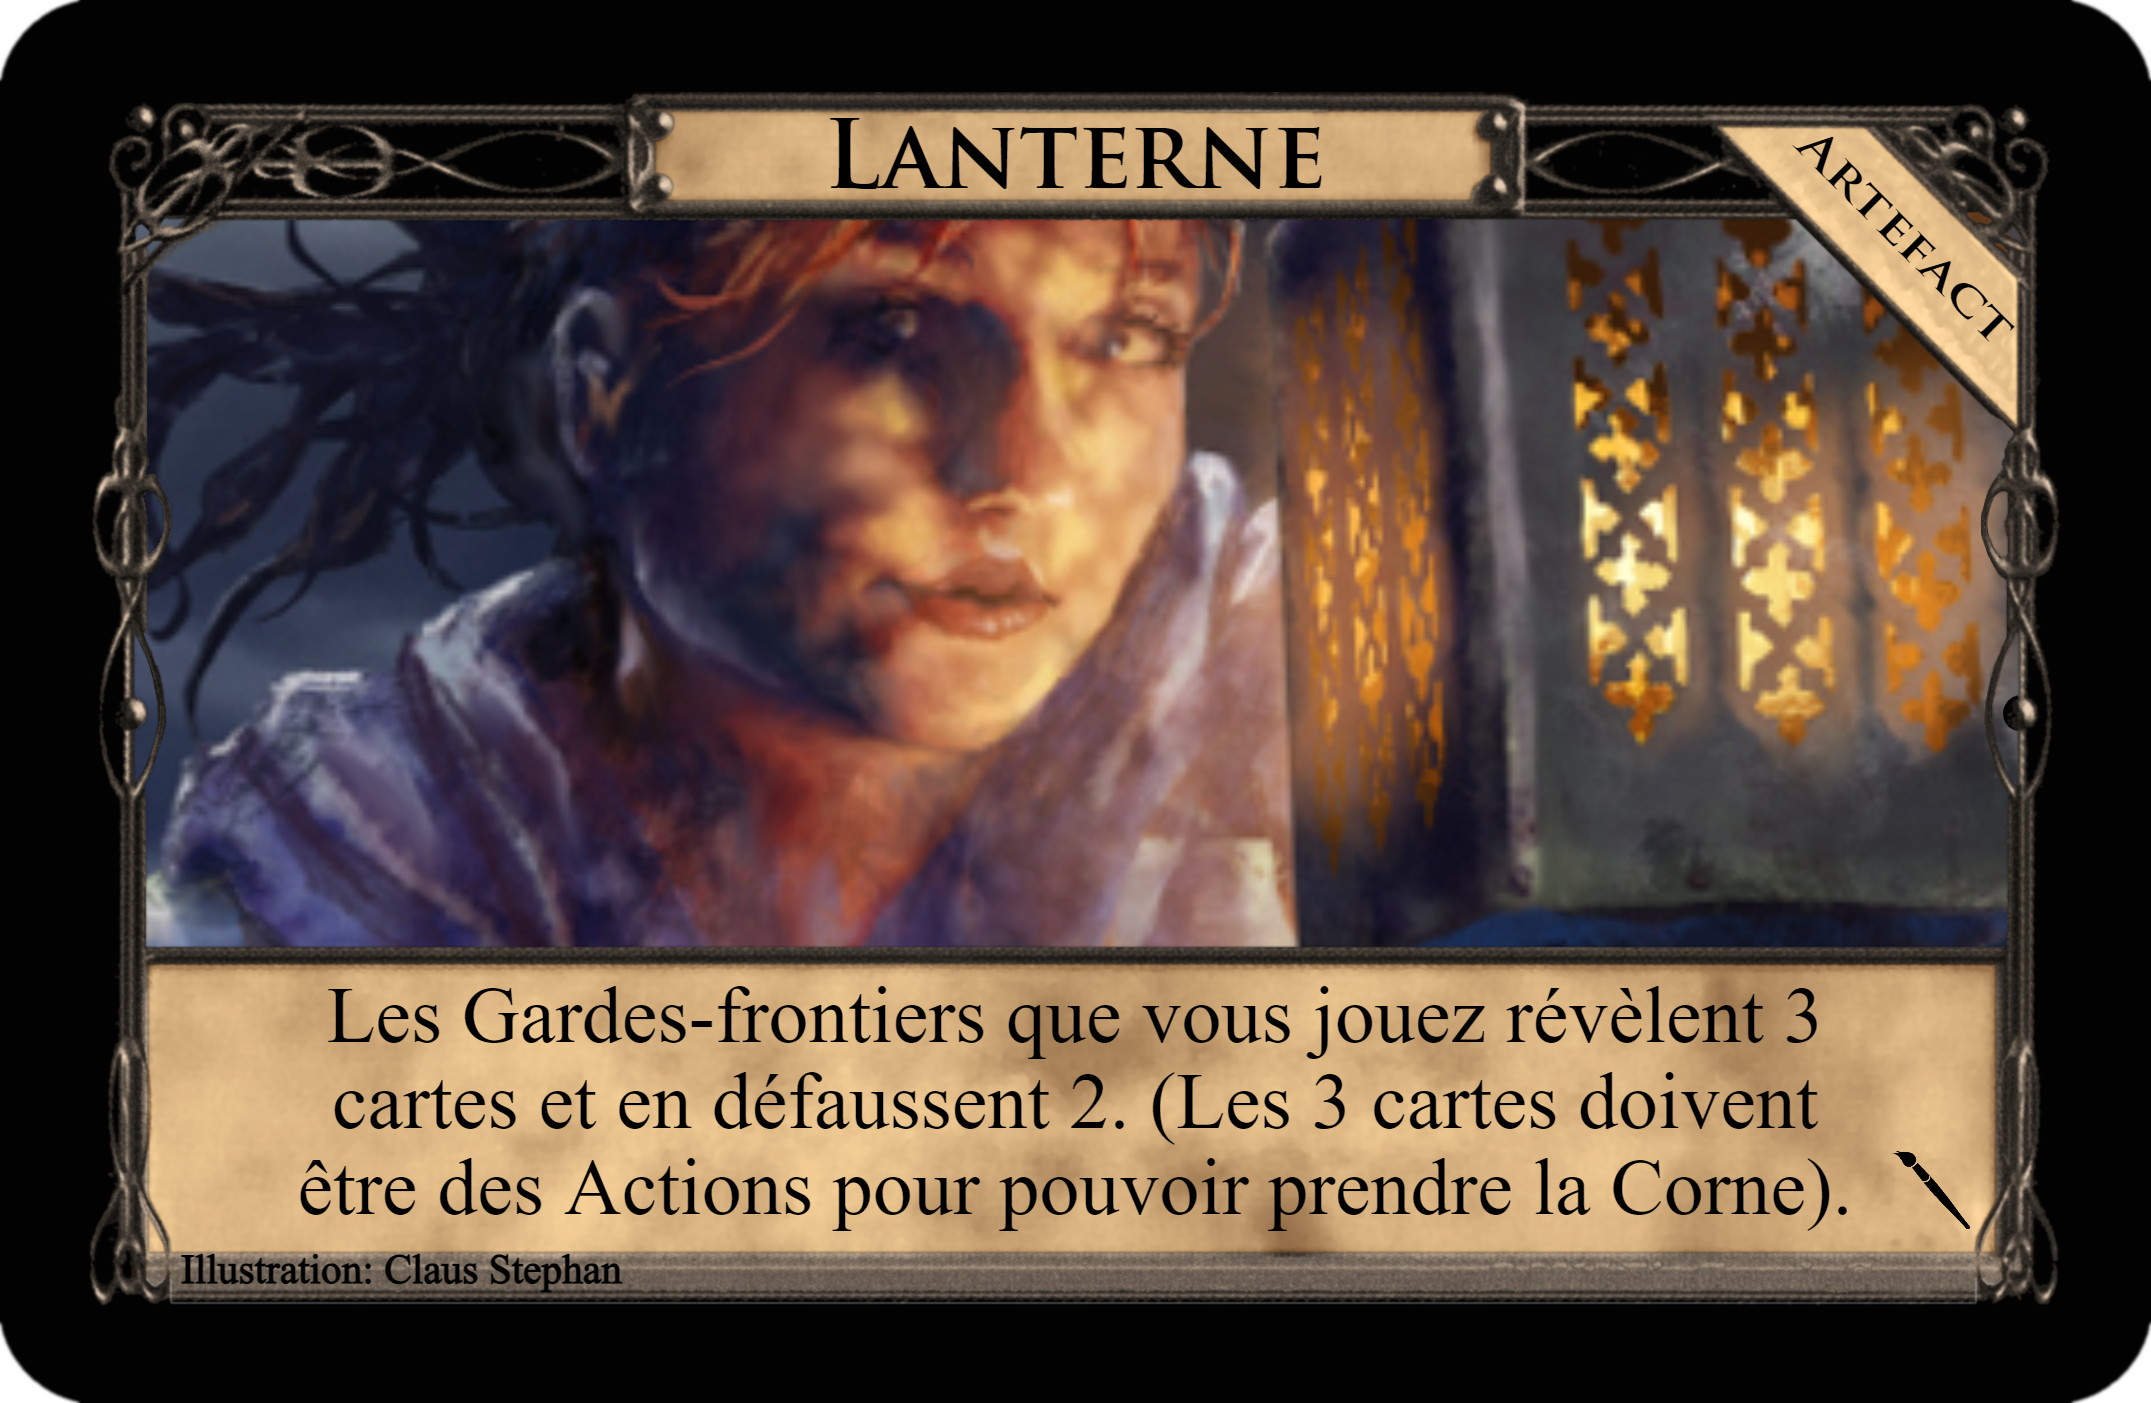 LANTERNE
ARTEFACT
Les Gardes-frontiers que vous jouez révèlent 3
cartes et en défaussent 2. (Les 3 cartes doivent
être des Actions pour pouvoir prendre la Corne).
Illustration: Claus Stephan